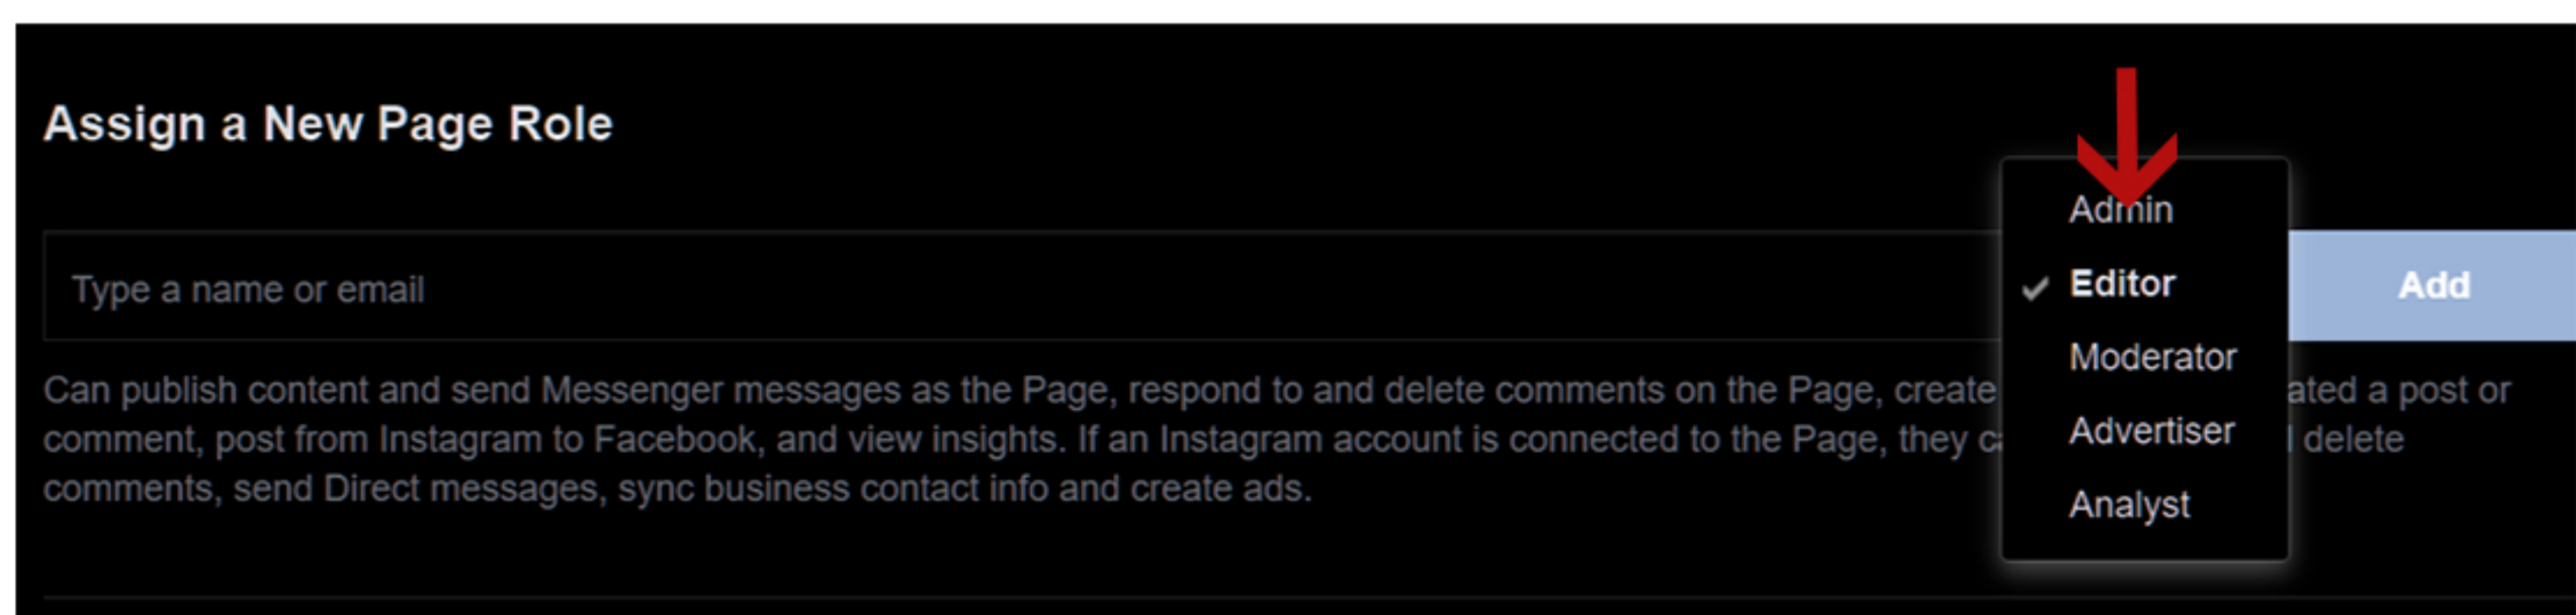 Assign a New Page Role
Type a name or email
Admin
Editor
Moderator
Advertiser
Analyst
Add
Can publish content and send Messenger messages as the Page, respond to and delete comments on the Page, create ated a post or
comment, post from Instagram to Facebook, and view insights. If an Instagram account is connected to the Page, they delete
comments, send Direct messages, sync business contact info and create ads.